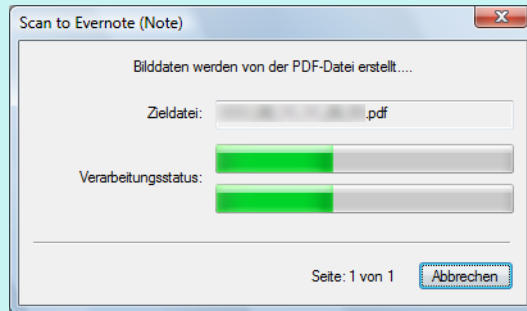 Scan to Evernote (Note)
Bilddaten werden von der PDF-Datei erstellt....
Zieldatei: .pdf
Verarbeitungsstatus:
Seite: 1 von 1 Abbrechen